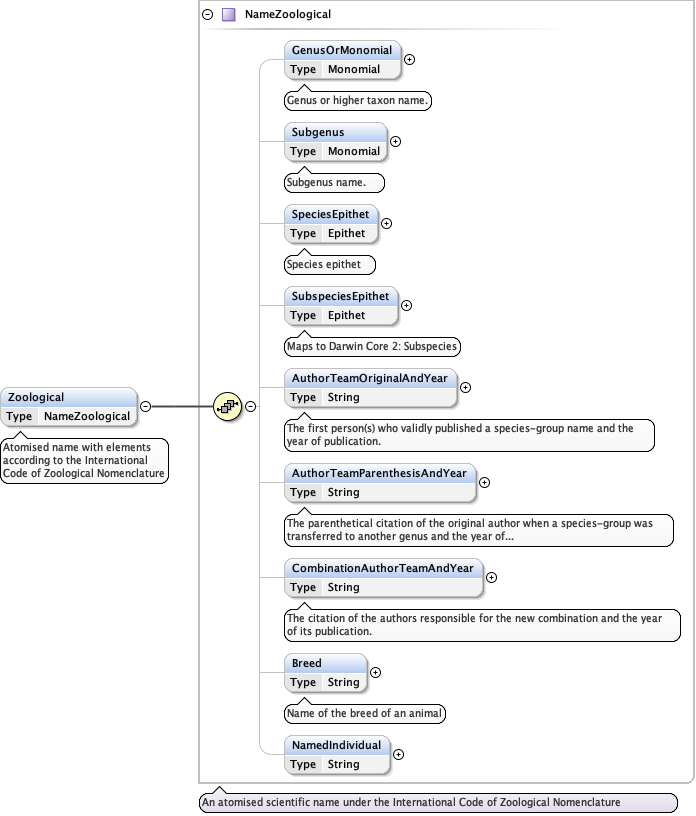 NameZoological
GenusOrMonomial
Type Monomial
Genus or higher taxon name.
Subgenus
Type Monomial
Subgenus name.
SpeciesEpithet
Type Epithet
Species epithet
SubspeciesEpithet
Type Epithet
Maps to Darwin Core 2: Subspecies
Zoological
Type NameZoological
Atomised name with elements
according to the International
Code of Zoological Nomenclature
AuthorTeamOriginalAndYear
Type String
The first person(s) who validly published a species-group name and the
year of publication.
AuthorTeamParenthesisAndYear
Type String
The parenthetical citation of the original author when a species-group was
transferred to another genus and the year of...
CombinationAuthorTeamAndYear
Type String
The citation of the authors responsible for the new combination and the year
of its publication.
Breed
Type String
Name of the breed of an animal
NamedIndividual
Type String
An atomised scientific name under the International Code of Zoological Nomenclature